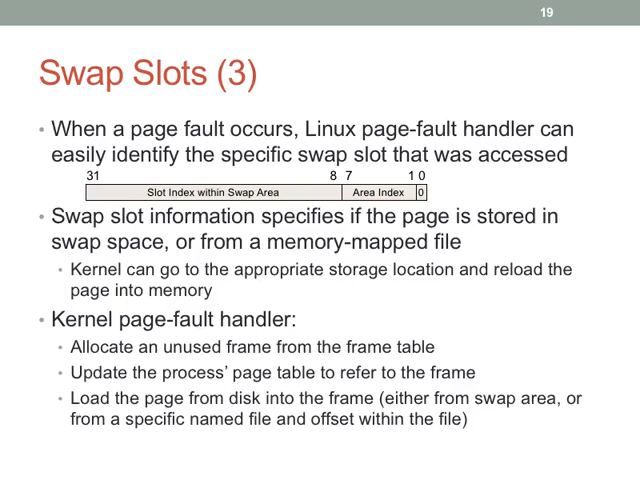 19
Swap Slots (3)
• When a page fault occurs, Linux page-fault handler can
easily identify the specific swap slot that was accessed
31 8 7 1 0
Slot Index within Swap Area Area Index 0
• Swap slot information specifies if the page is stored in
swap space, or from a memory-mapped file
• Kernel can go to the appropriate storage location and reload the
page into memory
• Kernel page-fault handler:
• Allocate an unused frame from the frame table
• Update the process' page table to refer to the frame
• Load the page from disk into the frame (either from swap area, or
from a specific named file and offset within the file)